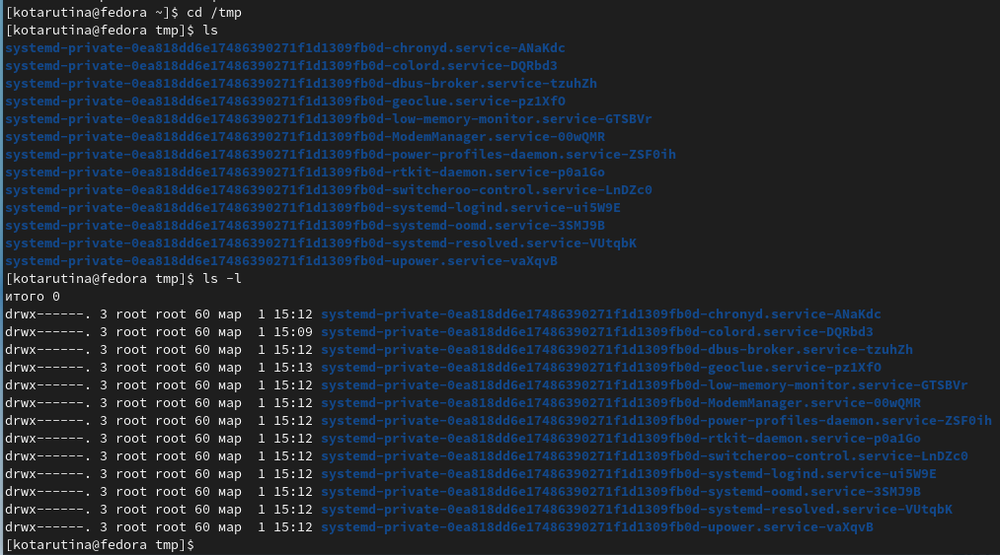 [kotarutina@fedora ~]$ cd /tmp
[kotarutina@fedora tmp]$ ls
systemd-private-0ea818dd6e17486390271f1d1309fb0d-chronyd.service-ANaKdc
systemd-private-0ea818dd6e17486390271f1d1309fb0d-colord.service-DQRbd3
systemd-private-0ea818dd6e17486390271f1d1309fb0d-dbus-broker.service-tzuhZh
systemd-private-0ea818dd6e17486390271f1d1309fb0d-geoclue.service-pz1XfO
systemd-private-0ea818dd6e17486390271f1d1309fb0d-low-memory-monitor.service-GTSBVr
systemd-private-0ea818dd6e17486390271f1d1309fb0d-ModemManager.service-00wQMR
systemd-private-0ea818dd6e17486390271f1d1309fb0d-power-profiles-daemon.service-ZSF0ih
systemd-private-0ea818dd6e17486390271f1d1309fb0d-rtkit-daemon.service-p0a1Go
systemd-private-0ea818dd6e17486390271f1d1309fb0d-switcheroo-control.service-LnDZc0
systemd-private-0ea818dd6e17486390271f1d1309fb0d-systemd-logind.service-ui5W9E
systemd-private-0ea818dd6e17486390271f1d1309fb0d-systemd-oomd.service-3SMJ9B
systemd-private-0ea818dd6e17486390271f1d1309fb0d-systemd-resolved.service-VUtqbK
systemd-private-0ea818dd6e17486390271f1d1309fb0d-upower.service-vaXqvB
[kotarutina@fedora tmp]$ ls -l
итого 0
drwx------. 3 root root 60 мар  1 15:12 systemd-private-0ea818dd6e17486390271f1d1309fb0d-chronyd.service-ANaKdc
drwx------. 3 root root 60 мар  1 15:09 systemd-private-0ea818dd6e17486390271f1d1309fb0d-colord.service-DQRbd3
drwx------. 3 root root 60 мар  1 15:12 systemd-private-0ea818dd6e17486390271f1d1309fb0d-dbus-broker.service-tzuhZh
drwx------. 3 root root 60 мар  1 15:13 systemd-private-0ea818dd6e17486390271f1d1309fb0d-geoclue.service-pz1XfO
drwx------. 3 root root 60 мар  1 15:12 systemd-private-0ea818dd6e17486390271f1d1309fb0d-low-memory-monitor.service-GTSBVr
drwx------. 3 root root 60 мар  1 15:12 systemd-private-0ea818dd6e17486390271f1d1309fb0d-ModemManager.service-00wQMR
drwx------. 3 root root 60 мар  1 15:12 systemd-private-0ea818dd6e17486390271f1d1309fb0d-power-profiles-daemon.service-ZSF0ih
drwx------. 3 root root 60 мар  1 15:12 systemd-private-0ea818dd6e17486390271f1d1309fb0d-rtkit-daemon.service-p0a1Go
drwx------. 3 root root 60 мар  1 15:12 systemd-private-0ea818dd6e17486390271f1d1309fb0d-switcheroo-control.service-LnDZc0
drwx------. 3 root root 60 мар  1 15:12 systemd-private-0ea818dd6e17486390271f1d1309fb0d-systemd-logind.service-ui5W9E
drwx------. 3 root root 60 мар  1 15:12 systemd-private-0ea818dd6e17486390271f1d1309fb0d-systemd-oomd.service-3SMJ9B
drwx------. 3 root root 60 мар  1 15:12 systemd-private-0ea818dd6e17486390271f1d1309fb0d-systemd-resolved.service-VUtqbK
drwx------. 3 root root 60 мар  1 15:12 systemd-private-0ea818dd6e17486390271f1d1309fb0d-upower.service-vaXqvB
[kotarutina@fedora tmp]$